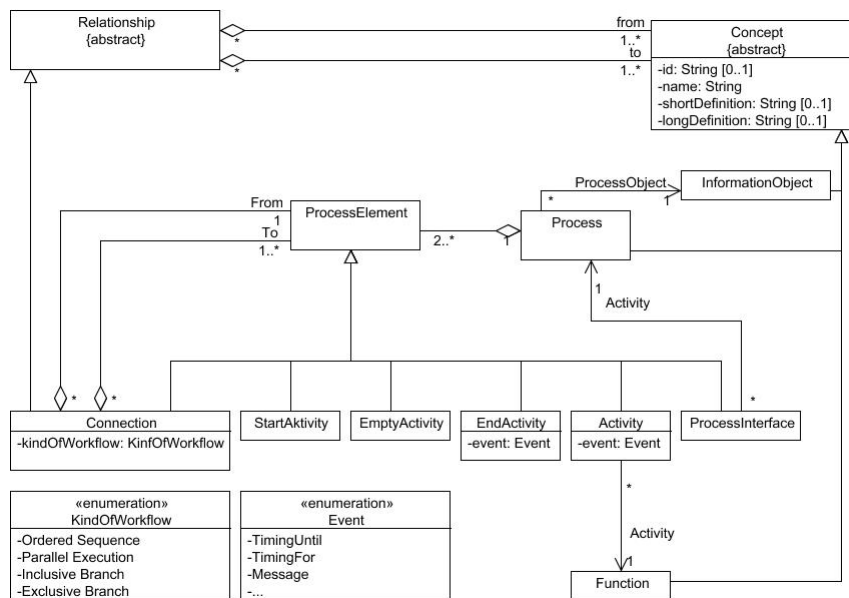 Relationship
{abstract}
from
*
1..*
to
*
1..*
Concept
{abstract}
-id: String [0..1]
-name: String
-shortDefinition: String [0..1]
-longDefinition: String [0..1]
ProcessObject
*
1
InformationObject
From
1
To
1..*
ProcessElement
2..*
1
Process
1
Activity
*
*
*
Connection
-kindOfWorkflow: KinfOfWorkflow
StartAktivity
EmptyActivity
EndActivity
-event: Event
Activity
-event: Event
ProcessInterface
*
Activity
1
Function
«enumeration»
KindOfWorkflow
-Ordered Sequence
-Parallel Execution
-Inclusive Branch
-Exclusive Branch
«enumeration»
Event
-TimingUntil
-TimingFor
-Message
-...